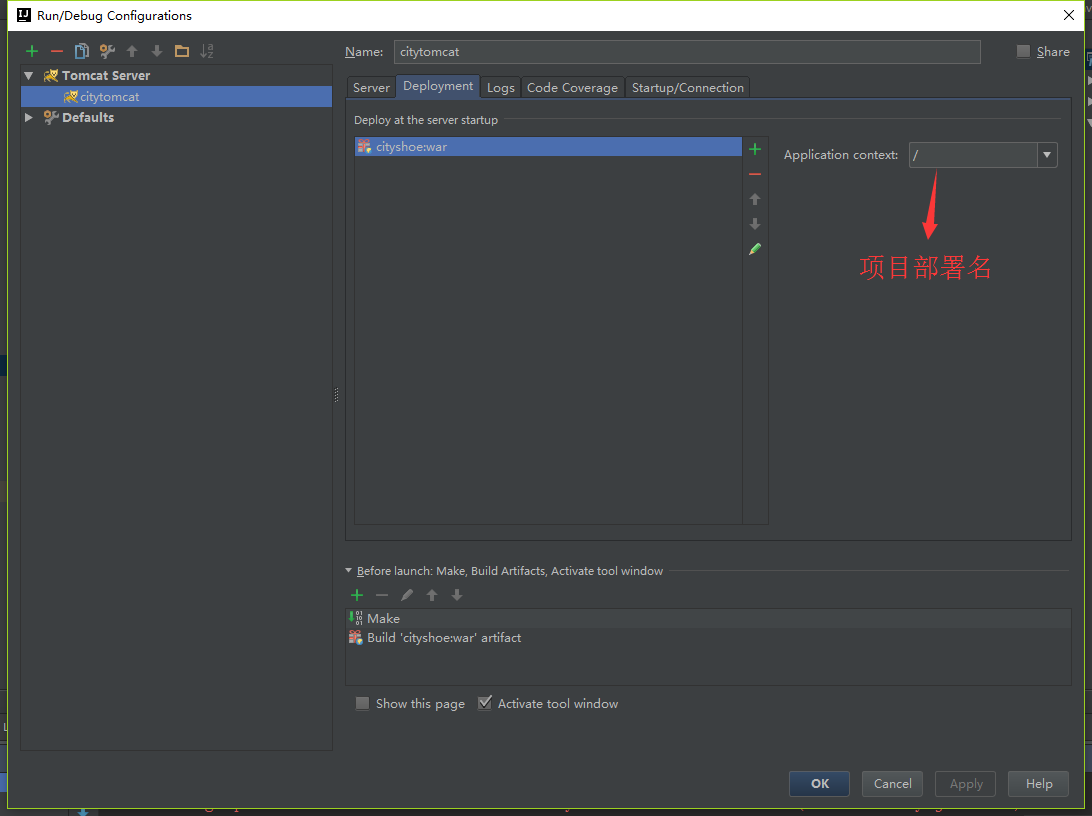 Run/Debug Configurations
Name: citytomcat
Share
Tomcat Server
citytomcat
Defaults
Server Deployment Logs Code Coverage Startup/Connection
Deploy at the server startup
cityshoe:war
Application context: /
项目部署名
Before launch: Make, Build Artifacts, Activate tool window
Make
Build 'cityshoe:war' artifact
Show this page Activate tool window
OK Cancel Apply Help